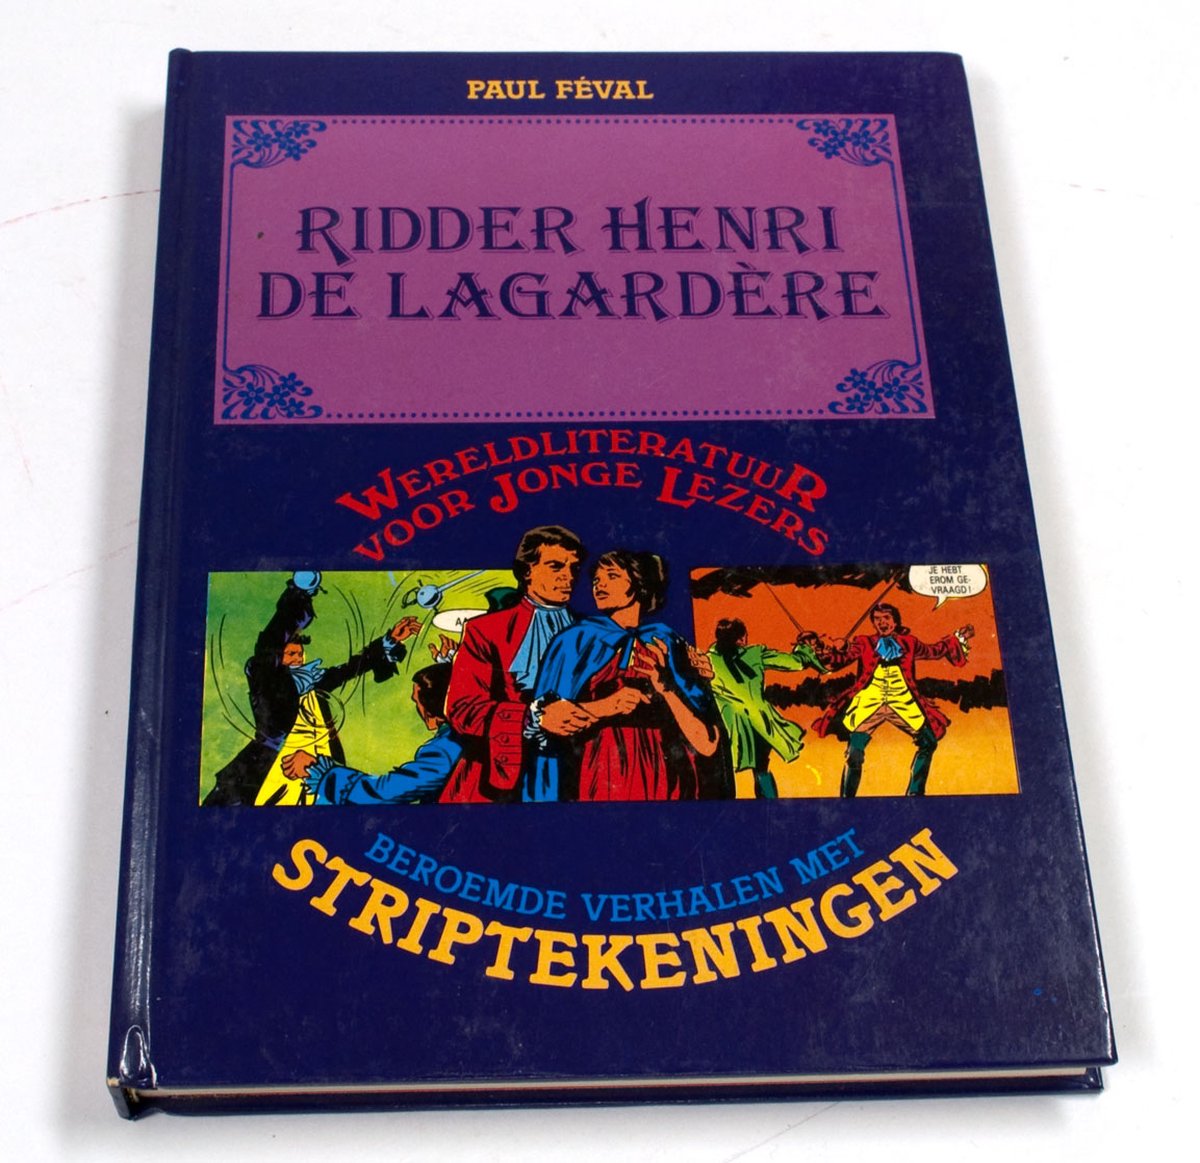 PAUL FÉVAL
RIDDER HENRI
DE LAGARDÈRE
WERELDLITERATUUR
VOOR JONGE LEZERS
JE HEBT
EROM GE-
VRAAGD!
BEROEMDE VERHALEN MET
STRIPTEKENINGEN